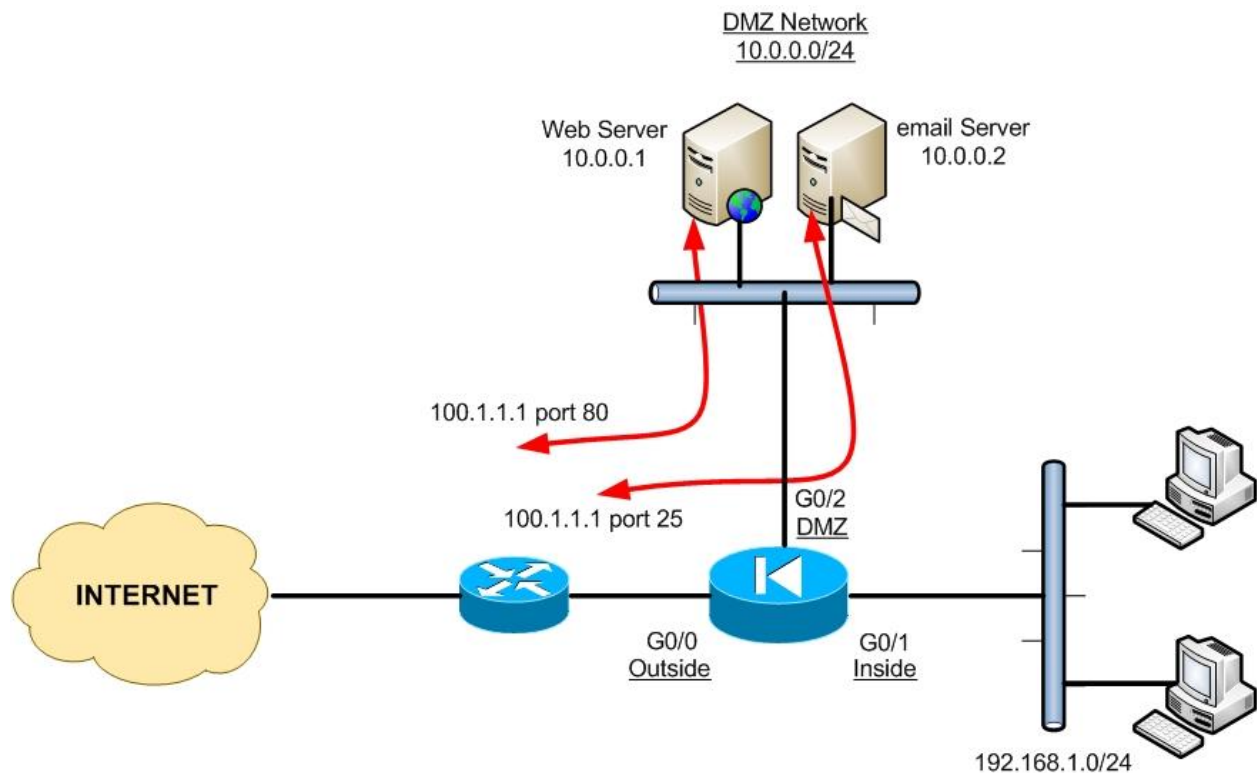 DMZ Network
10.0.0.0/24
Web Server
10.0.0.1
email Server
10.0.0.2
100.1.1.1 port 80
100.1.1.1 port 25
G0/2
DMZ
INTERNET
G0/0
Outside
G0/1
Inside
192.168.1.0/24